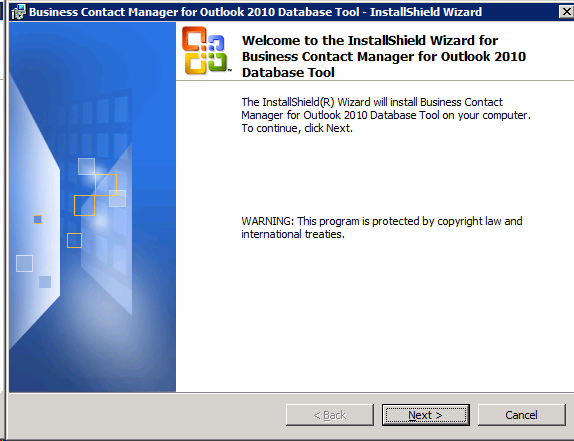 Business Contact Manager for Outlook 2010 Database Tool - InstallShield Wizard
Welcome to the InstallShield Wizard for
Business Contact Manager for Outlook 2010
Database Tool
The InstallShield(R) Wizard will install Business Contact
Manager for Outlook 2010 Database Tool on your computer.
To continue, click Next.
WARNING: This program is protected by copyright law and
international treaties.
< Back
Next >
Cancel